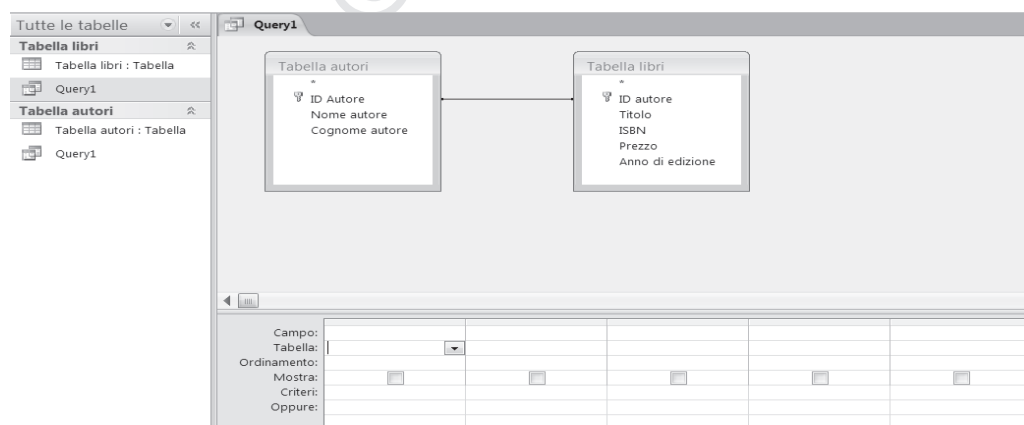 Tutte le tabelle
Tabella libri
Tabella libri : Tabella
Query1
Tabella autori
Tabella autori : Tabella
Query1
Query1
Tabella autori
*
ID Autore
Nome autore
Cognome autore
Tabella libri
*
ID autore
Titolo
ISBN
Prezzo
Anno di edizione
Campo:
Tabella:
Ordinamento:
Mostra:
Criteri:
Oppure: